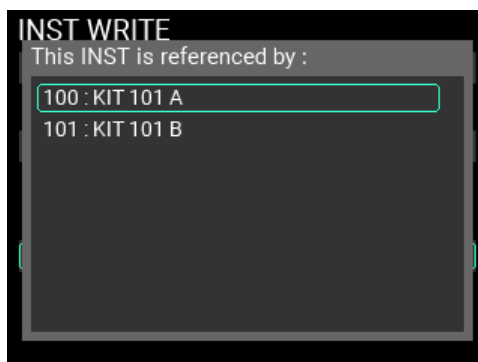 INST WRITE
This INST is referenced by :
100 : KIT 101 A
101 : KIT 101 B